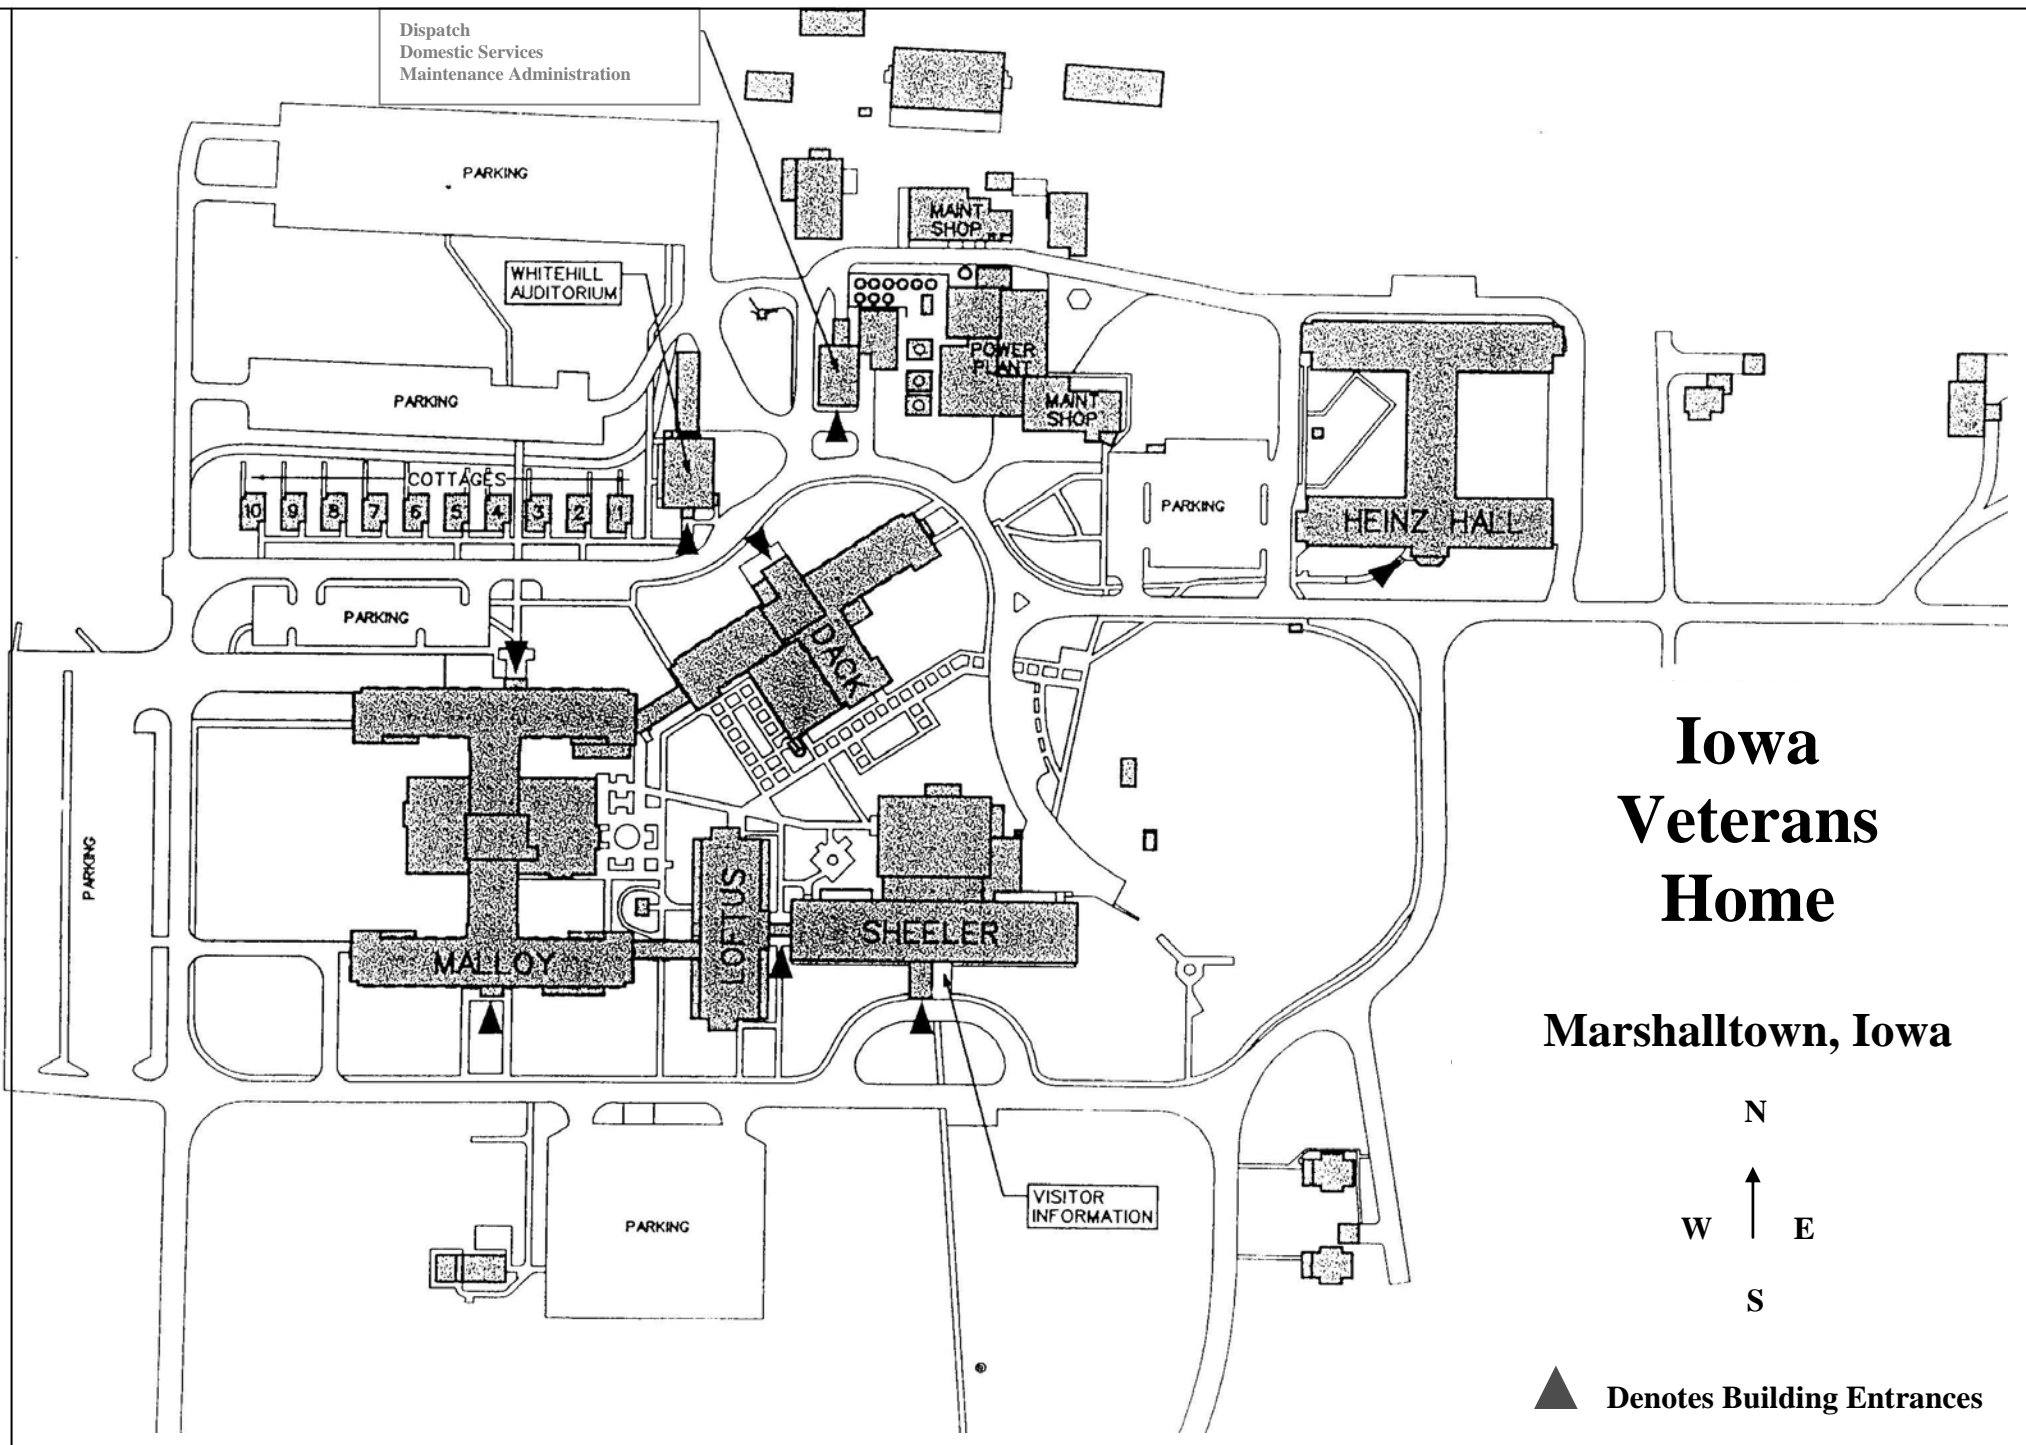 Dispatch
Domestic Services
Maintenance Administration
PARKING
MAINT
SHOP
WHITEHILL
AUDITORIUM
POWER
PLANT
PARKING
MAINT
SHOP
COTTAGES
10 9 8 7 6 5 4 3 2 1
PARKING
HEINZ HALL
PARKING
DACK
Iowa
Veterans
Home
PARKING
LOFTUS
SHEELER
MALLOY
Marshalltown, Iowa
N
W E
S
VISITOR
INFORMATION
PARKING
Denotes Building Entrances